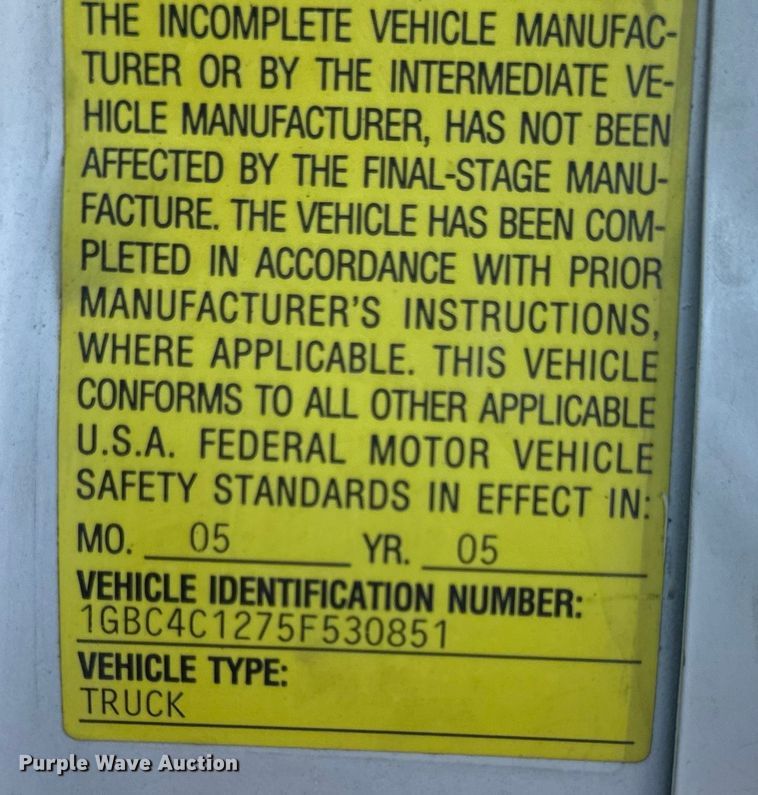 THE INCOMPLETE VEHICLE MANUFAC-
TURER OR BY THE INTERMEDIATE VE-
HICLE MANUFACTURER, HAS NOT BEEN
AFFECTED BY THE FINAL-STAGE MANU-
FACTURE. THE VEHICLE HAS BEEN COM-
PLETED IN ACCORDANCE WITH PRIOR
MANUFACTURER'S INSTRUCTIONS,
WHERE APPLICABLE. THIS VEHICLE
CONFORMS TO ALL OTHER APPLICABLE
U.S.A. FEDERAL MOTOR VEHICLE
SAFETY STANDARDS IN EFFECT IN:
MO. 05 YR. 05
VEHICLE IDENTIFICATION NUMBER:
1GBC4C1275F530851
VEHICLE TYPE:
TRUCK
Purple Wave Auction